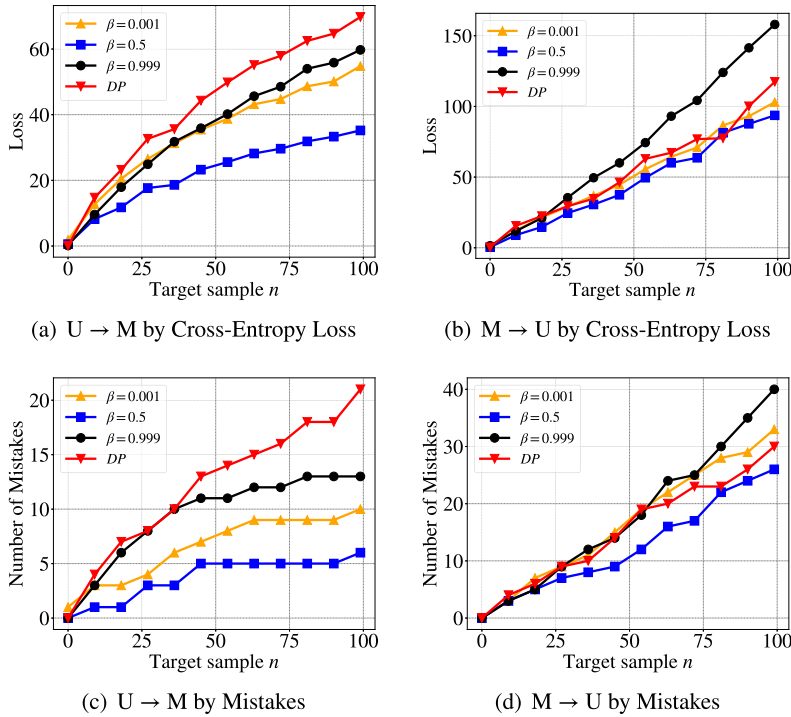 β = 0.001
β = 0.5
β = 0.999
DP
Loss
60
40
20
0
0 25 50 75 100
Target sample n
(a) U → M by Cross-Entropy Loss
β = 0.001
β = 0.5
β = 0.999
DP
Loss
150
100
50
0
0 25 50 75 100
Target sample n
(b) M → U by Cross-Entropy Loss
β = 0.001
β = 0.5
β = 0.999
DP
Number of Mistakes
20
15
10
5
0
0 25 50 75 100
Target sample n
(c) U → M by Mistakes
β = 0.001
β = 0.5
β = 0.999
DP
Number of Mistakes
40
30
20
10
0
0 25 50 75 100
Target sample n
(d) M → U by Mistakes